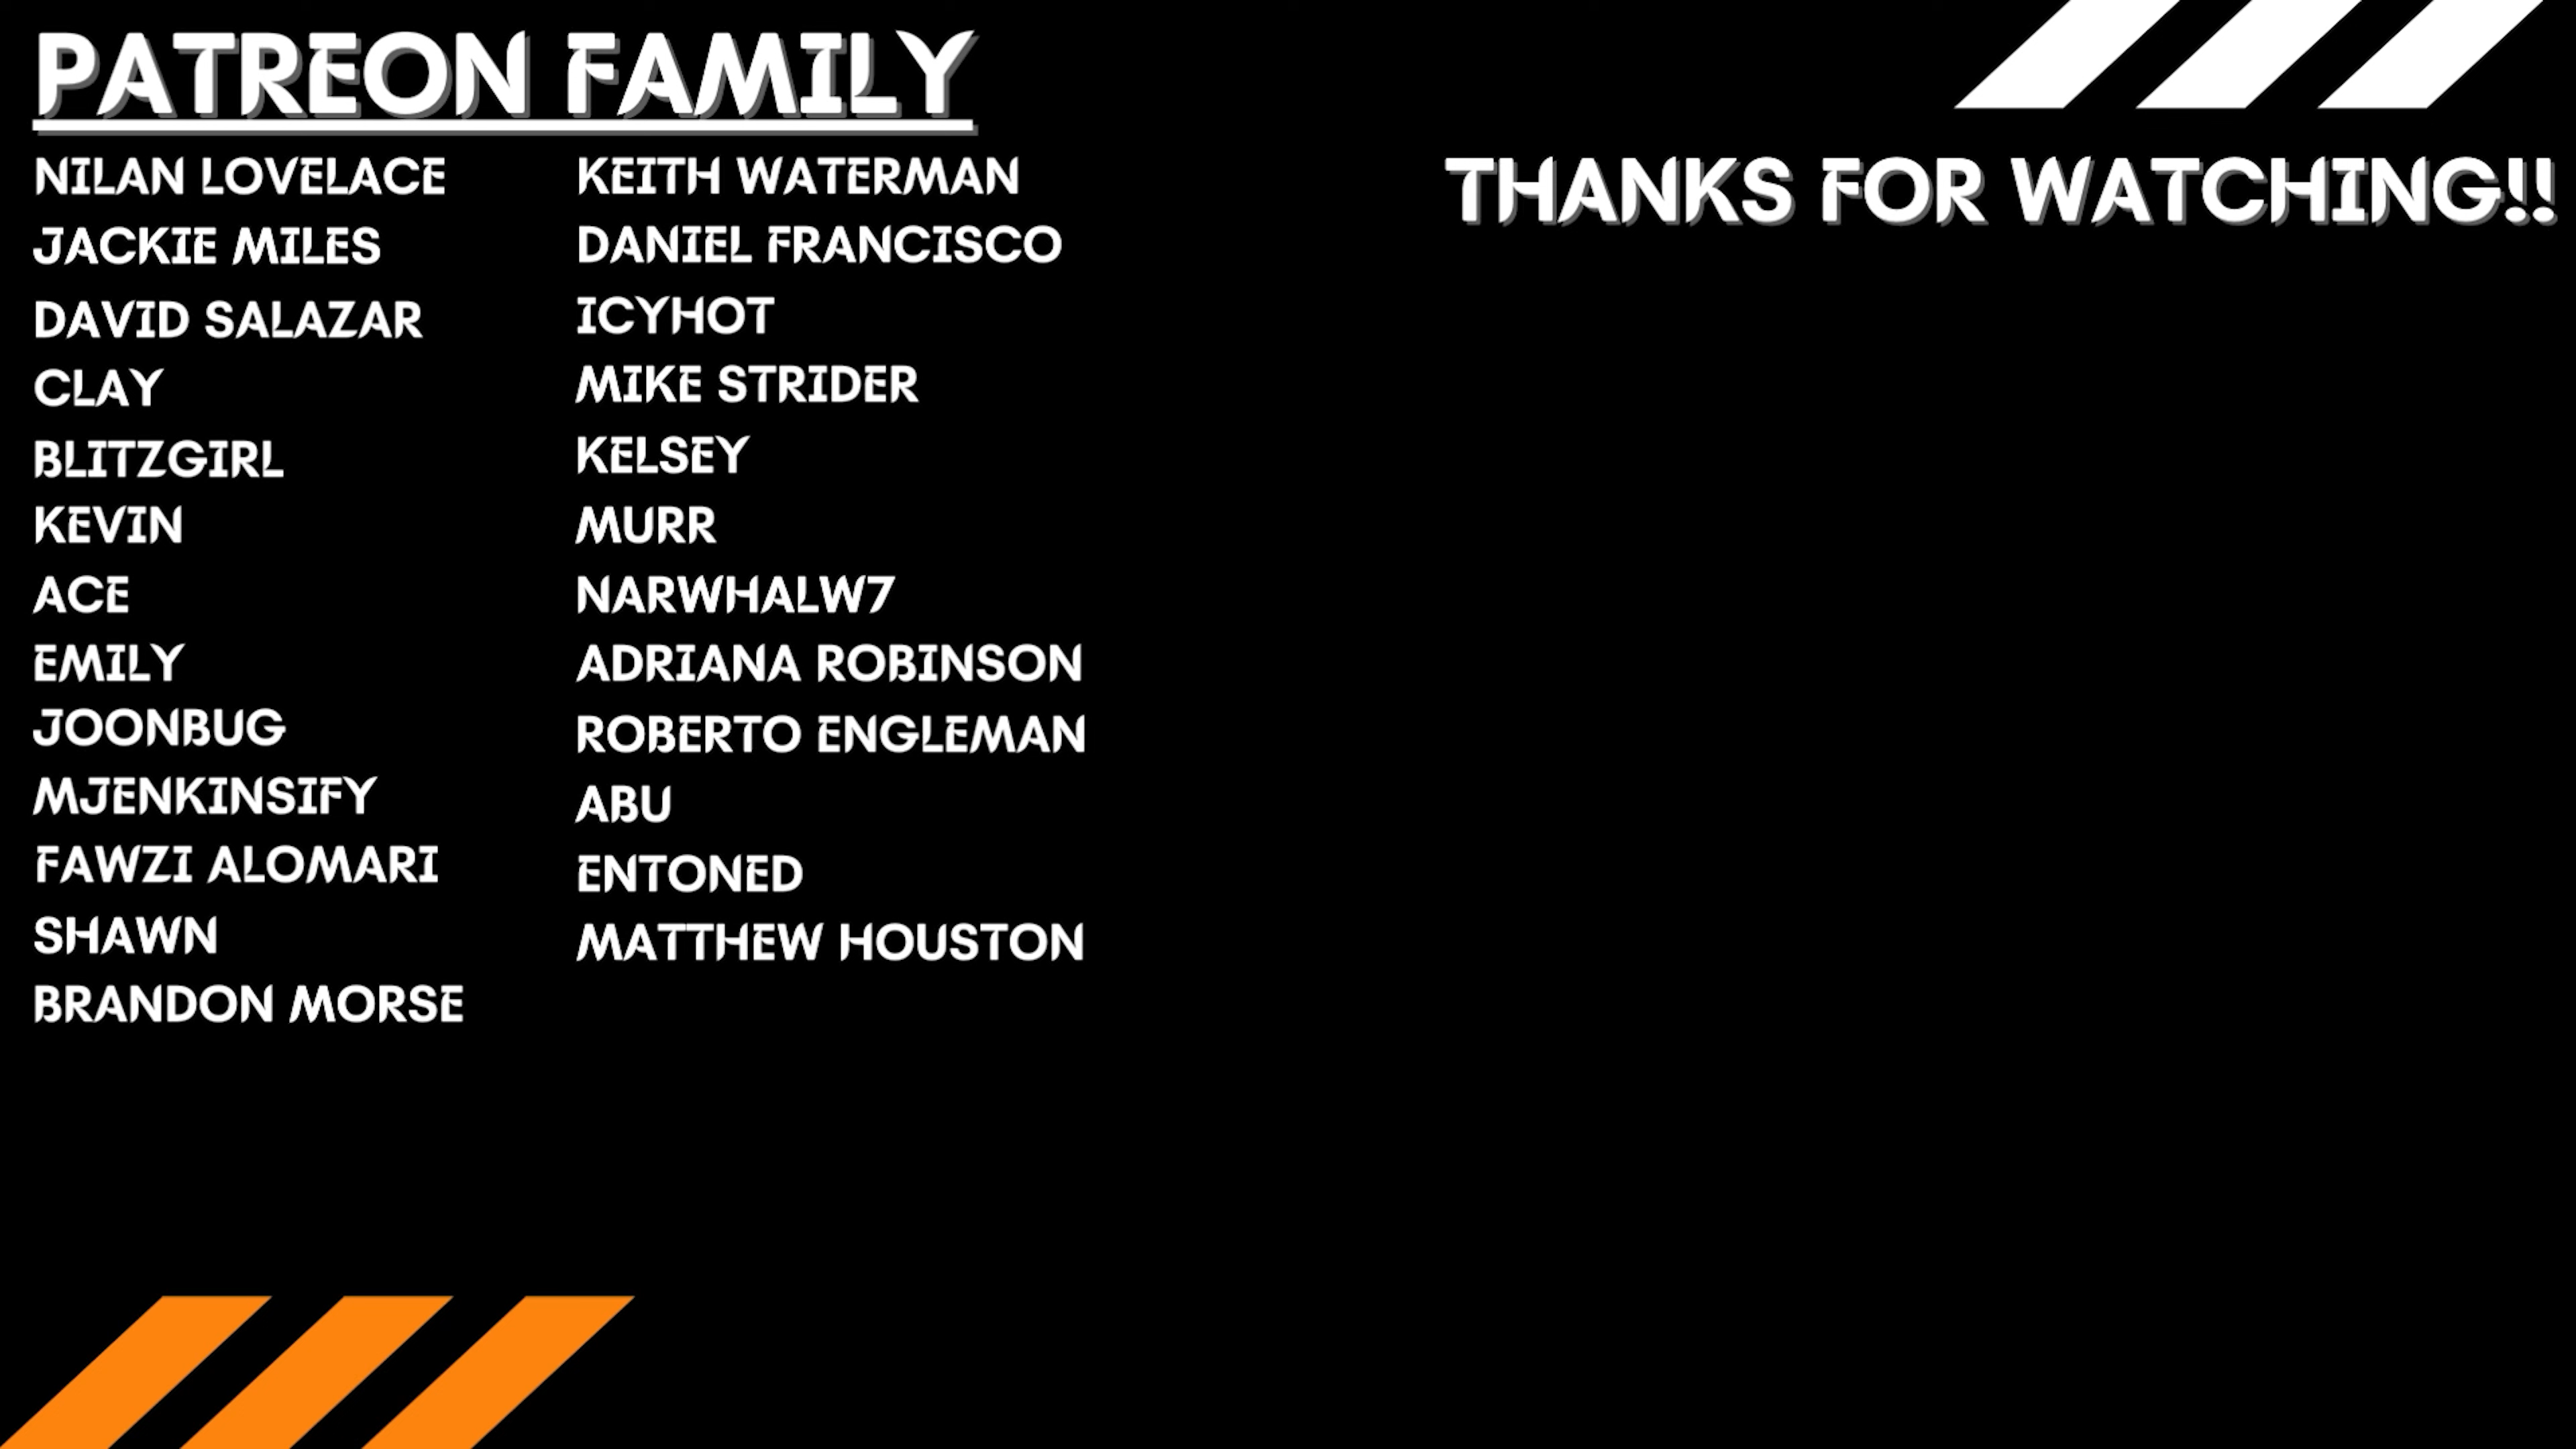 PATREON FAMILY
NILAN LOVELACE
JACKIE MILES
DAVID SALAZAR
CLAY
BLITZGIRL
KEVIN
ACE
EMILY
JOONBUG
MJENKINSIFY
FAWZI ALOMARI
SHAWN
BRANDON MORSE
KEITH WATERMAN
DANIEL FRANCISCO
ICYHOT
MIKE STRIDER
KELSEY
MURR
NARWHALW7
ADRIANA ROBINSON
ROBERTO ENGLEMAN
ABU
ENTONED
MATTHEW HOUSTON
THANKS FOR WATCHING!!